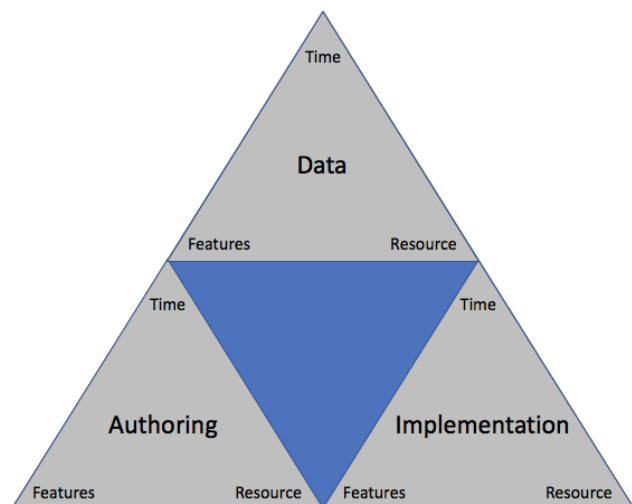 Time
Data
Features Resource
Time Time
Authoring Implementation
Features Resource Features Resource